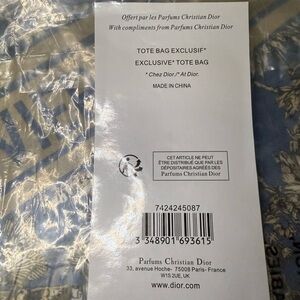 Offert par les Parfums Christian Dior
With compliments from Parfums Christian Dior
TOTE BAG EXCLUSIF*
EXCLUSIVE* TOTE BAG
* Chez Dior./* At Dior.
MADE IN CHINA
CET ARTICLE NE PEUT
ÊTRE DISTRIBUÉ QUE PAR LES
DÉPOSITAIRES AGRÉÉS DES
Parfums Christian Dior
7424245087
3 348901 693615
Parfums Christian Dior
33, avenue Hoche- 75008 Paris- France
W1S 2UE, UK
www.dior.com